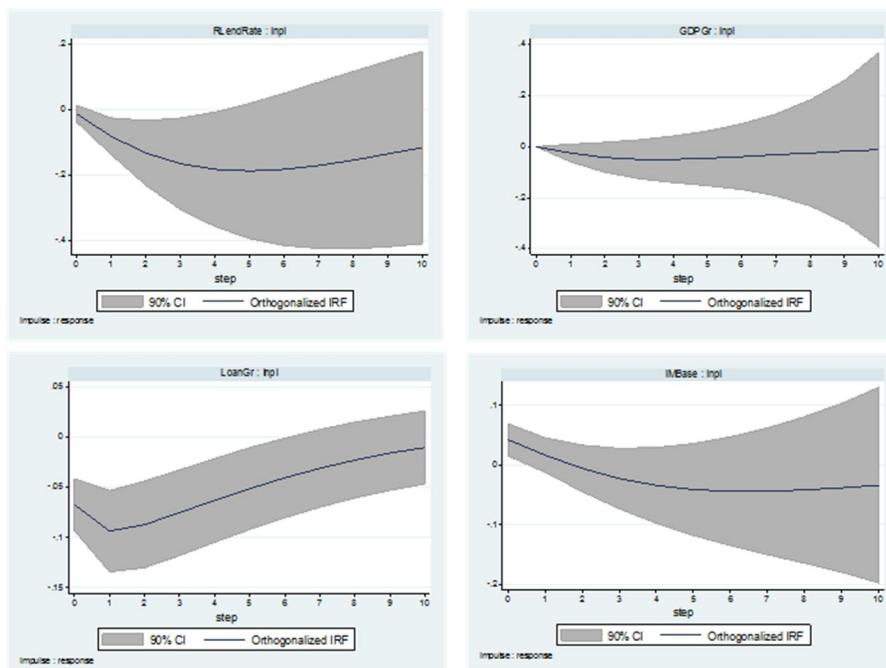 RLendRate : lnpl
.2
0
-.2
-.4
0 1 2 3 4 5 6 7 8 9 10
step
90% CI Orthogonalized IRF
Impulse : response
GDPGr : lnpl
.4
.2
0
-.2
-.4
0 1 2 3 4 5 6 7 8 9 10
step
90% CI Orthogonalized IRF
Impulse : response
LoanGr : lnpl
.05
0
-.05
-.1
-.15
0 1 2 3 4 5 6 7 8 9 10
step
90% CI Orthogonalized IRF
Impulse : response
lMBase : lnpl
.1
0
-.1
-.2
0 1 2 3 4 5 6 7 8 9 10
step
90% CI Orthogonalized IRF
Impulse : response